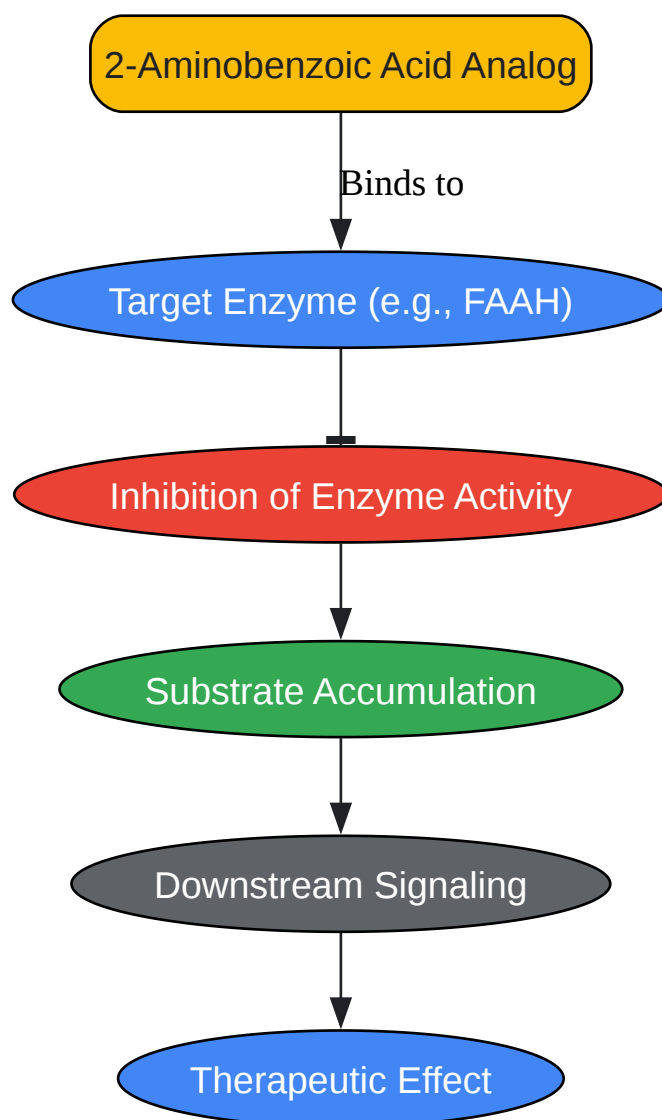 2-Aminobenzoic Acid Analog
Binds to
Target Enzyme (e.g., FAAH)
Inhibition of Enzyme Activity
Substrate Accumulation
Downstream Signaling
Therapeutic Effect